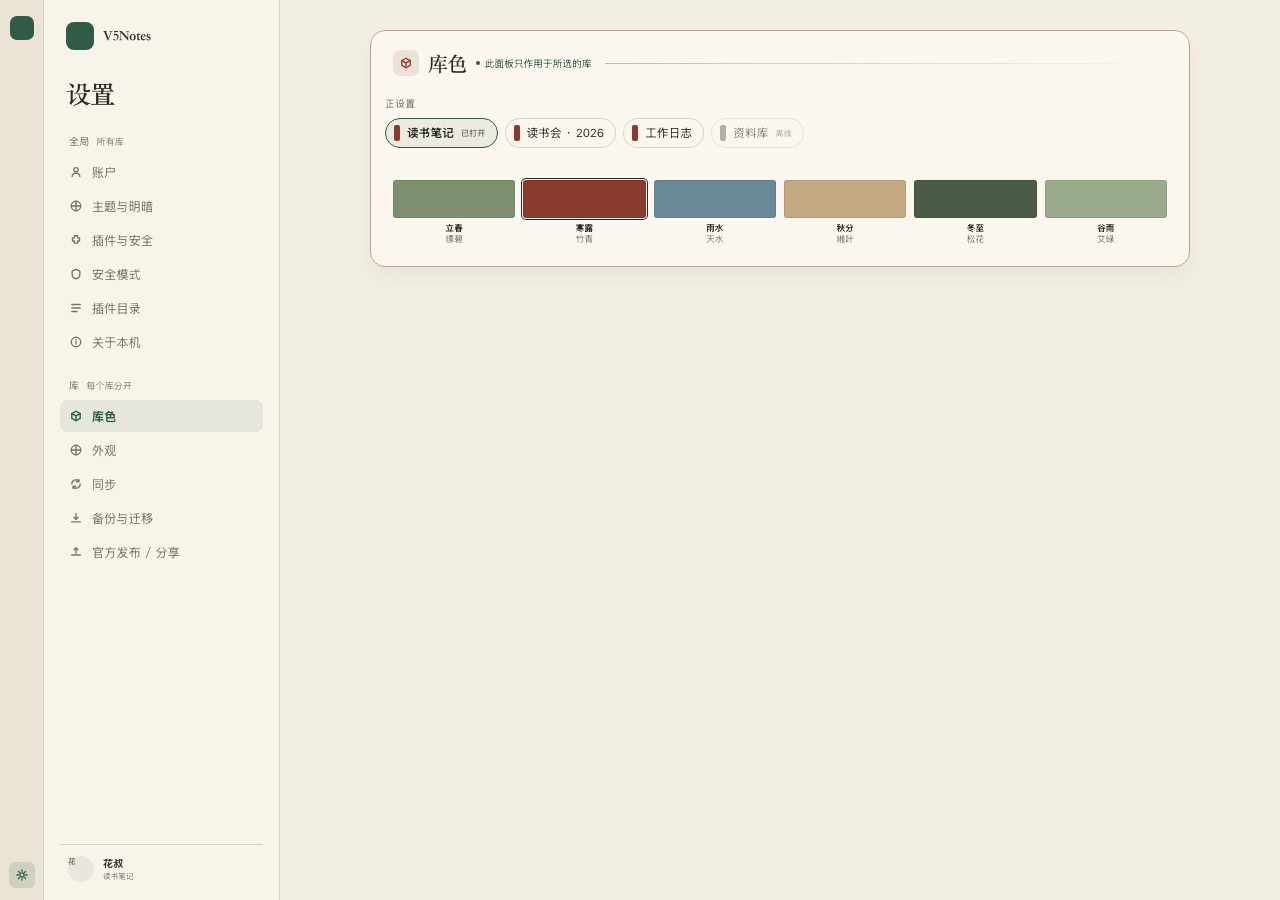 V5Notes
设置
全局 所有库
账户
主题与明暗
插件与安全
安全模式
插件目录
关于本机
库 每个库分开
库色
外观
同步
备份与迁移
官方发布 / 分享
花
花叔
读书笔记
库色 • 此面板只作用于所选的库
正设置
读书笔记 已打开
读书会 · 2026
工作日志
资料库 离线
立春 寒露 雨水 秋分 冬至 谷雨
缥碧 竹青 天水 缃叶 松花 艾绿